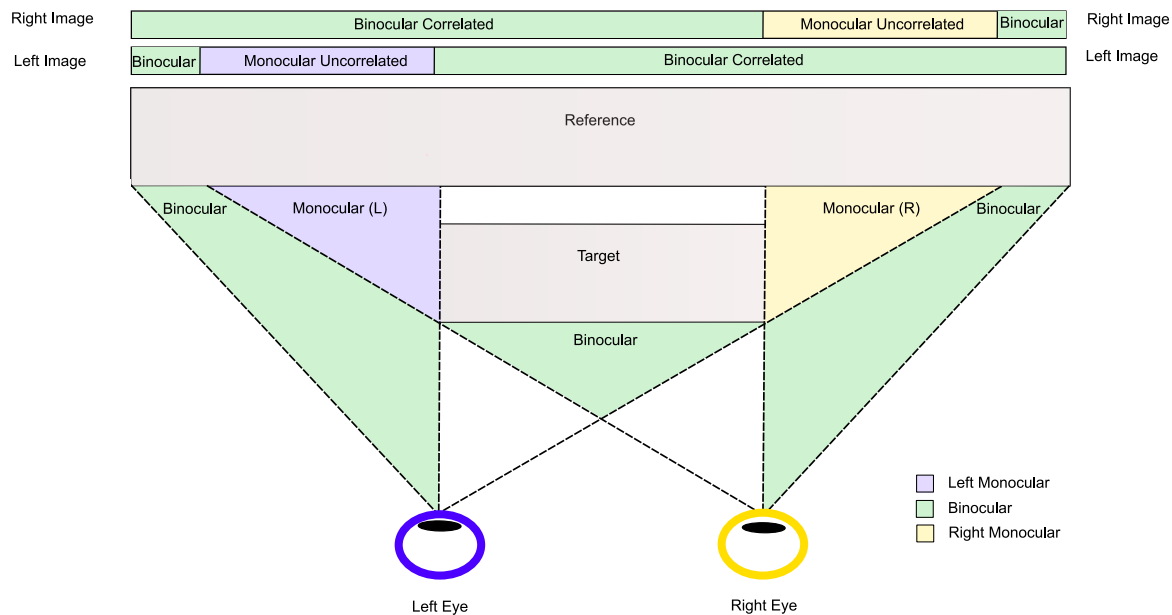 Right Image
Binocular Correlated
Monocular Uncorrelated
Binocular
Right Image
Left Image
Binocular
Monocular Uncorrelated
Binocular Correlated
Left Image
Reference
Binocular
Monocular (L)
Monocular (R)
Binocular
Target
Binocular
Left Monocular
Binocular
Right Monocular
Left Eye
Right Eye